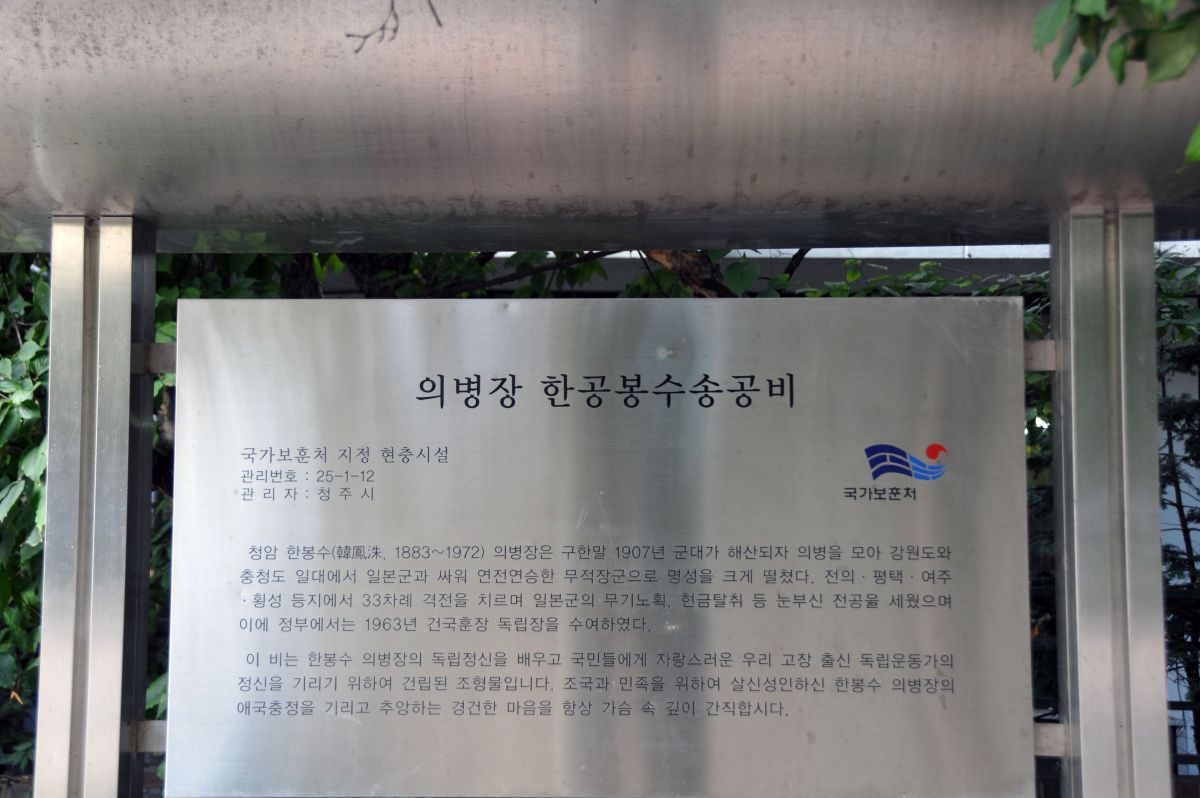 의병장 한공봉수송공비
국가보훈처 지정 현충시설
관리번호 : 25-1-12
관 리 자 : 청 주 시
국가보훈처
청암 한봉수(韓鳳洙, 1883～1972) 의병장은 구한말 1907년 군대가 해산되자 의병을 모아 강원도와
충청도 일대에서 일본군과 싸워 연전연승한 무적장군으로 명성을 크게 떨쳤다. 전의 · 평택 · 여주
· 횡성 등지에서 33차례 격전을 치르며 일본군의 무기노획, 현금탈취 등 눈부신 전공을 세웠으며
이에 정부에서는 1963년 건국훈장 독립장을 수여하였다.
이 비는 한봉수 의병장의 독립정신을 배우고 국민들에게 자랑스러운 우리 고장 출신 독립운동가의
정신을 기리기 위하여 건립된 조형물입니다. 조국과 민족을 위하여 살신성인하신 한봉수 의병장의
애국충정을 기리고 추앙하는 경건한 마음을 항상 가슴 속 깊이 간직합시다.